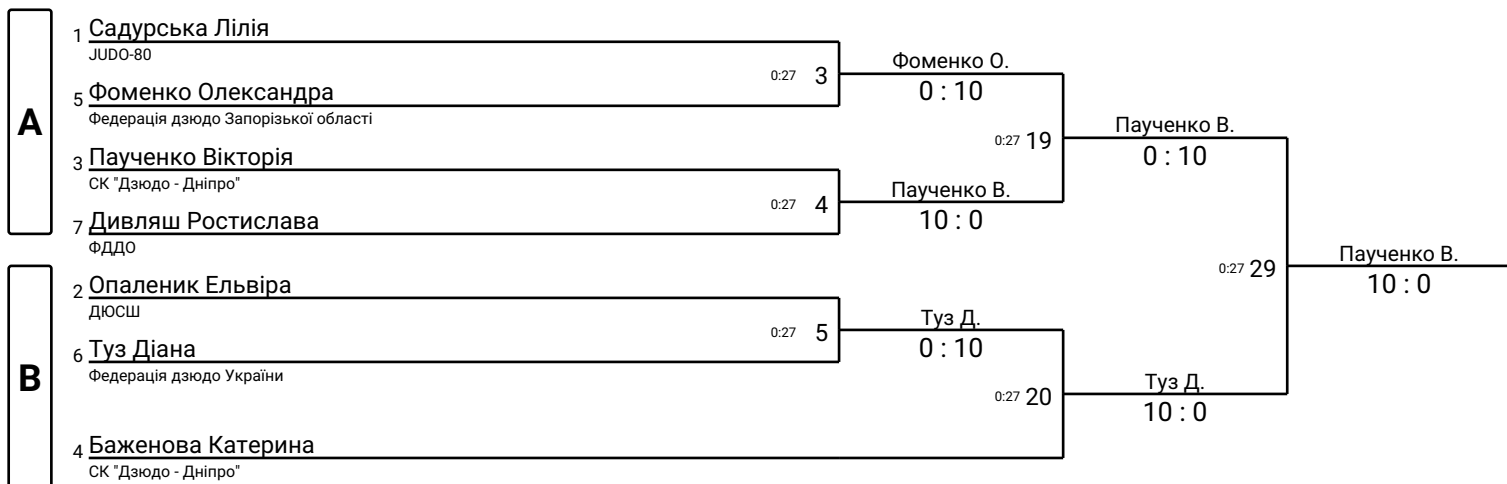 A
1 Садурська Лілія
JUDO-80
5 Фоменко Олександра
Федерація дзюдо Запорізької області
3 Паученко Вікторія
СК "Дзюдо - Дніпро"
7 Дивляш Ростислава
ФДДО
B
2 Опаленик Ельвіра
ДЮСШ
6 Туз Діана
Федерація дзюдо України
4 Баженова Катерина
СК "Дзюдо - Дніпро"
0:27 3
0:27 4
0:27 5
Фоменко О.
0 : 10
Паученко В.
10 : 0
Туз Д.
0 : 10
0:27 19
0:27 20
Паученко В.
0 : 10
Туз Д.
10 : 0
0:27 29
Паученко В.
10 : 0